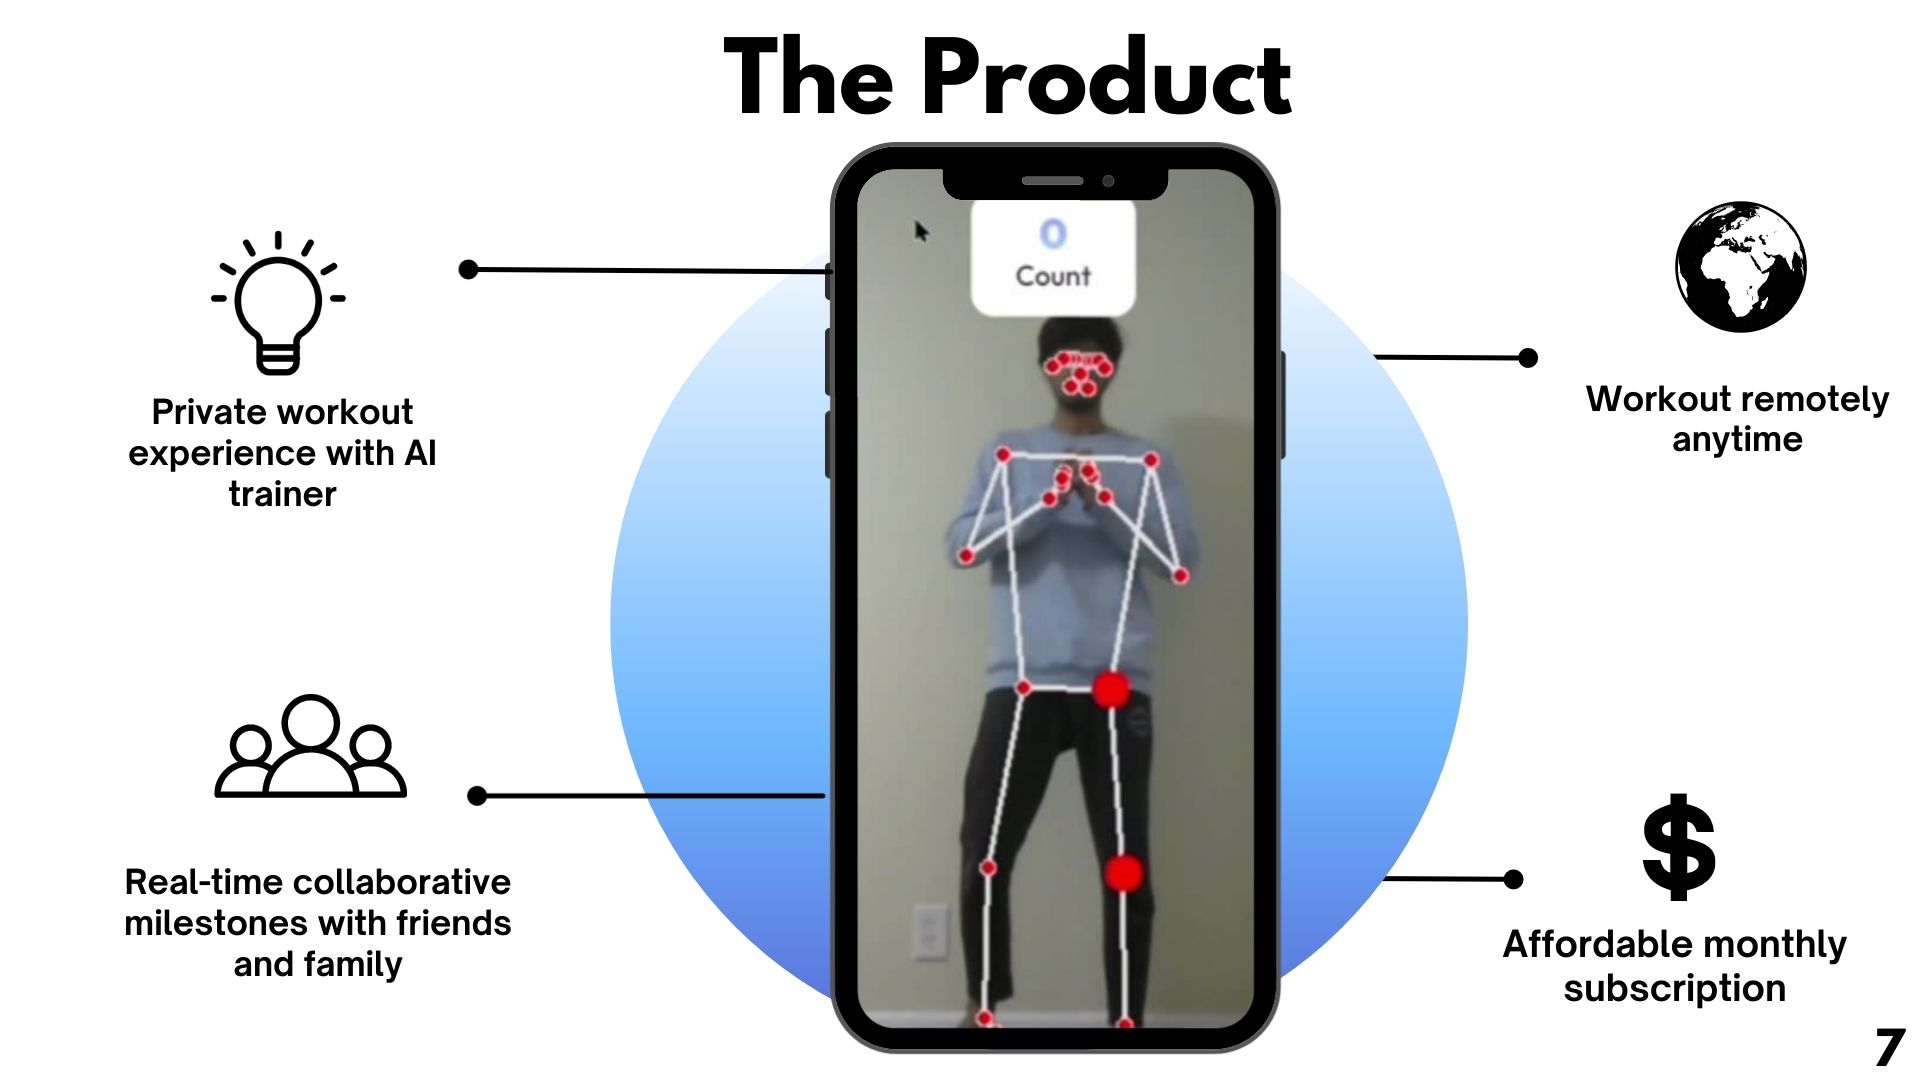 The Product
0
Count
Private workout
experience with AI
trainer
Workout remotely
anytime
Real-time collaborative
milestones with friends
and family
$
Affordable monthly
subscription
7